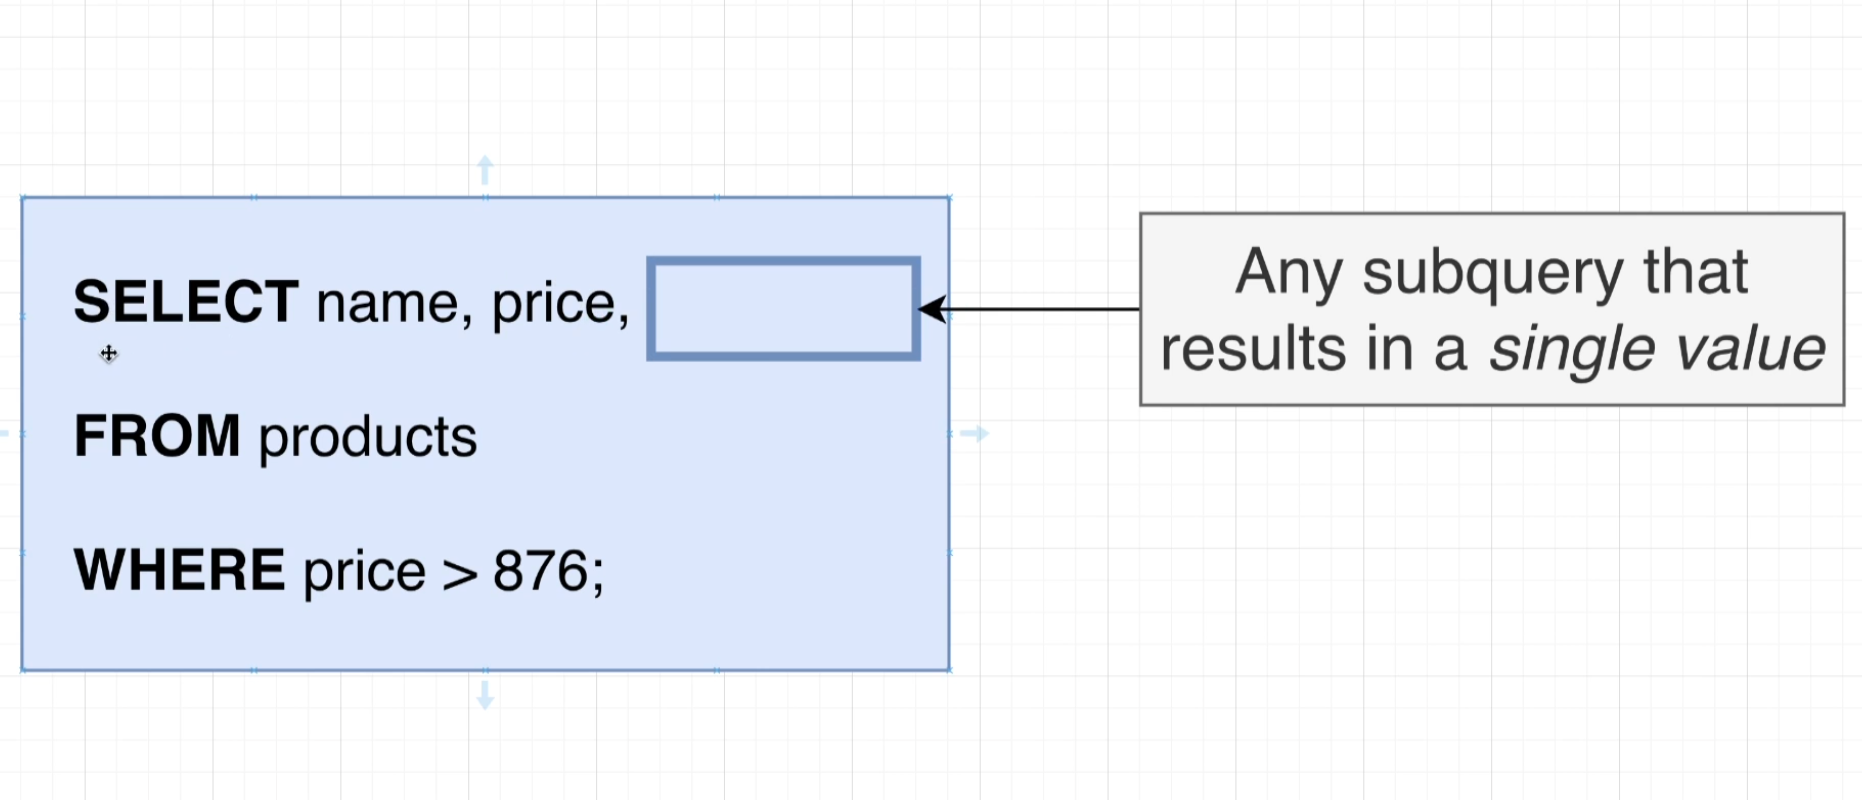 SELECT name, price,
FROM products
WHERE price > 876;
Any subquery that
results in a single value